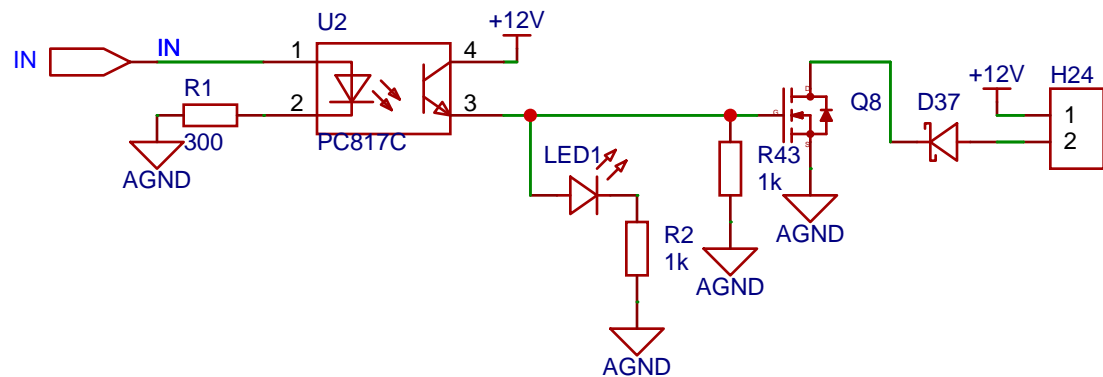 U2
+12V
IN
IN
1
4
R1
2
3
300
PC817C
AGND
LED1
R2
1k
AGND
R43
1k
AGND
D
G
S
Q8
AGND
D37
+12V
H24
1
2